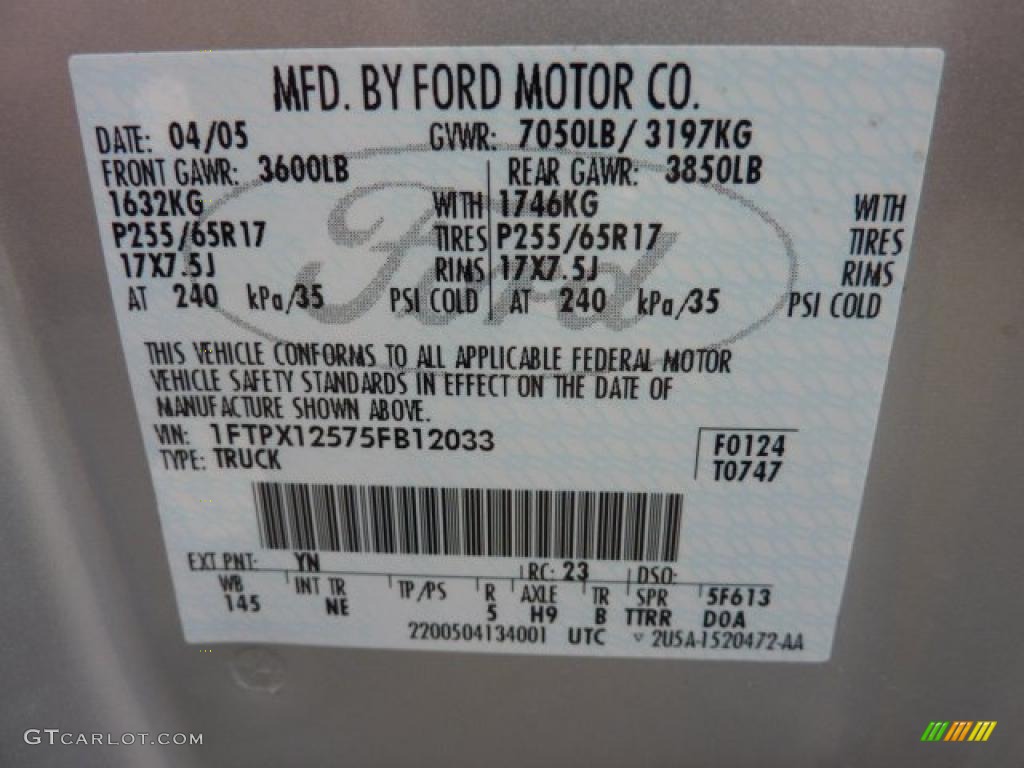 MFD. BY FORD MOTOR CO.
DATE: 04/05 GVWR: 7050LB/ 3197KG
FRONT GAWR: 3600LB REAR GAWR: 3850LB
1632KG WITH 1746KG WITH
P255/65R17 TIRES P255/65R17 TIRES
17X7.5J RIMS 17X7.5J RIMS
AT 240 kPa/35 PSI COLD AT 240 kPa/35 PSI COLD
Ford
THIS VEHICLE CONFORMS TO ALL APPLICABLE FEDERAL MOTOR
VEHICLE SAFETY STANDARDS IN EFFECT ON THE DATE OF
MANUFACTURE SHOWN ABOVE.
VIN: 1FTPX12575FB12033 F0124
TYPE: TRUCK T0747
EXT PNT: YN RC: 23 DSO:
WB INT TR TP/PS R AXLE TR SPR 5F613
145 NE 5 H9 B TTRR DOA
2200504134001 UTC ▽ 2U5A-1520472-AA
GTCARLOT.COM